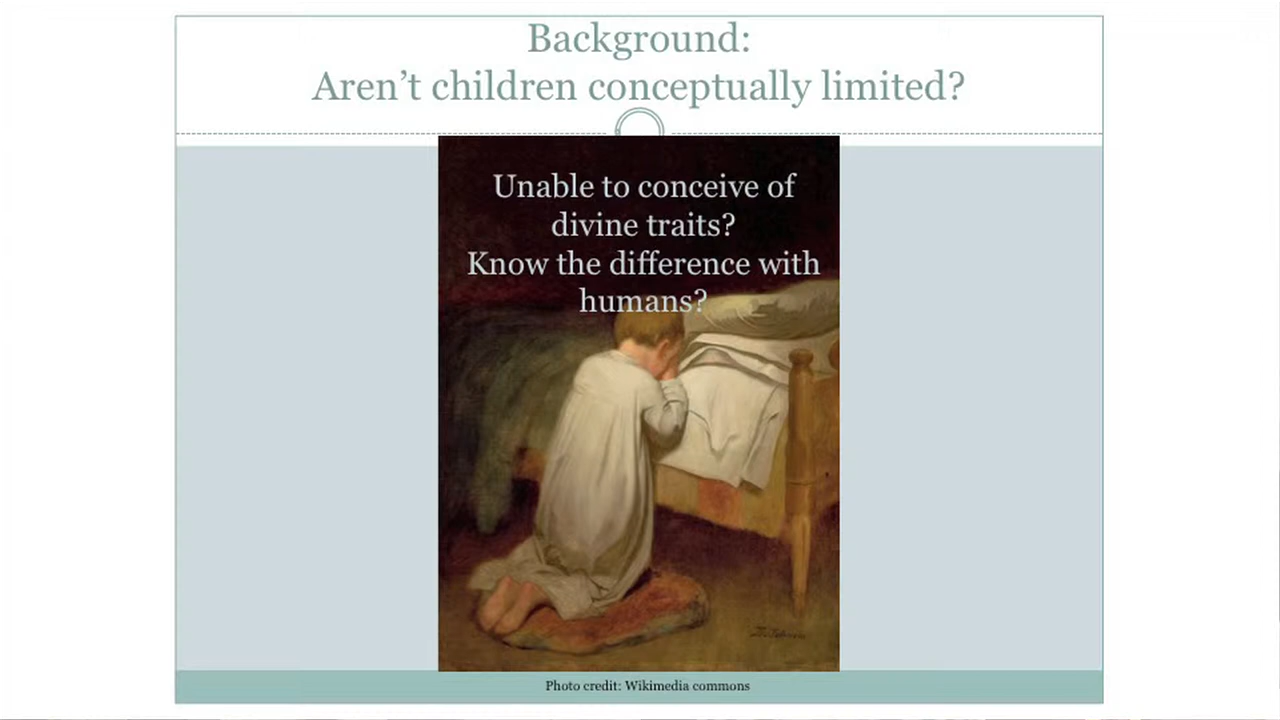 Background:
Aren’t children conceptually limited?
Unable to conceive of
divine traits?
Know the difference with
humans?
Photo credit: Wikimedia commons